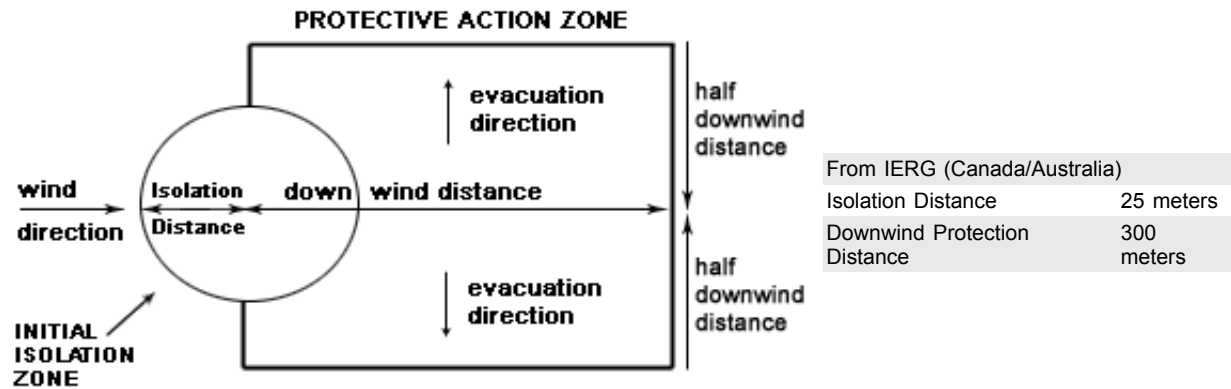 PROTECTIVE ACTION ZONE
evacuation
direction
half
downwind
distance
wind
direction
Isolation
Distance
down wind distance
evacuation
direction
half
downwind
distance
INITIAL
ISOLATION
ZONE
From IERG (Canada/Australia)
Isolation Distance 25 meters
Downwind Protection 300
Distance meters